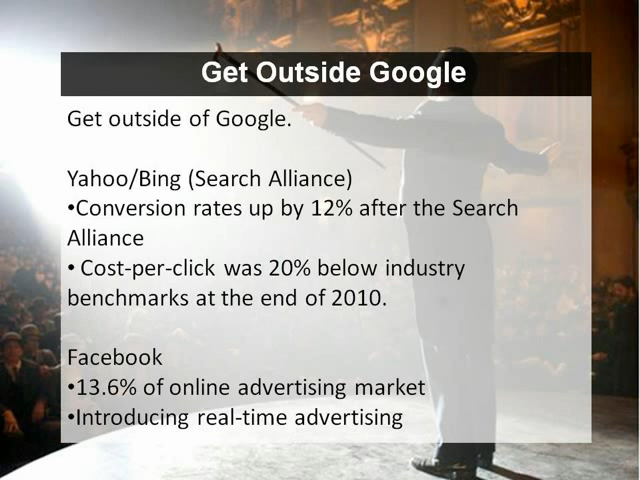 Get Outside Google
Get outside of Google.
Yahoo/Bing (Search Alliance)
•Conversion rates up by 12% after the Search
Alliance
• Cost-per-click was 20% below industry
benchmarks at the end of 2010.
Facebook
•13.6% of online advertising market
•Introducing real-time advertising